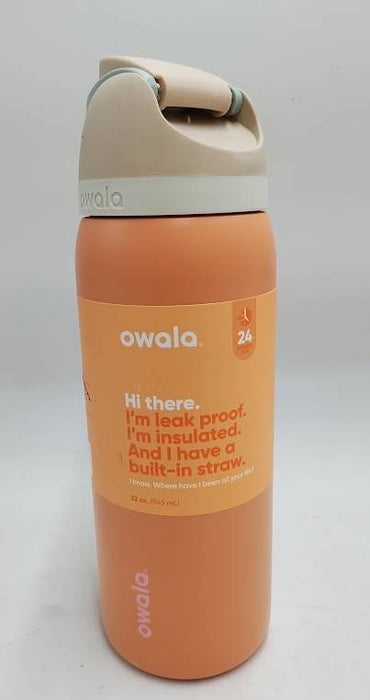 owala
owala
24
Hi there.
I'm leak proof.
I'm insulated.
And I have a
built-in straw.
I know. Where have I been all your life?
32 oz. (945 mL)
owala